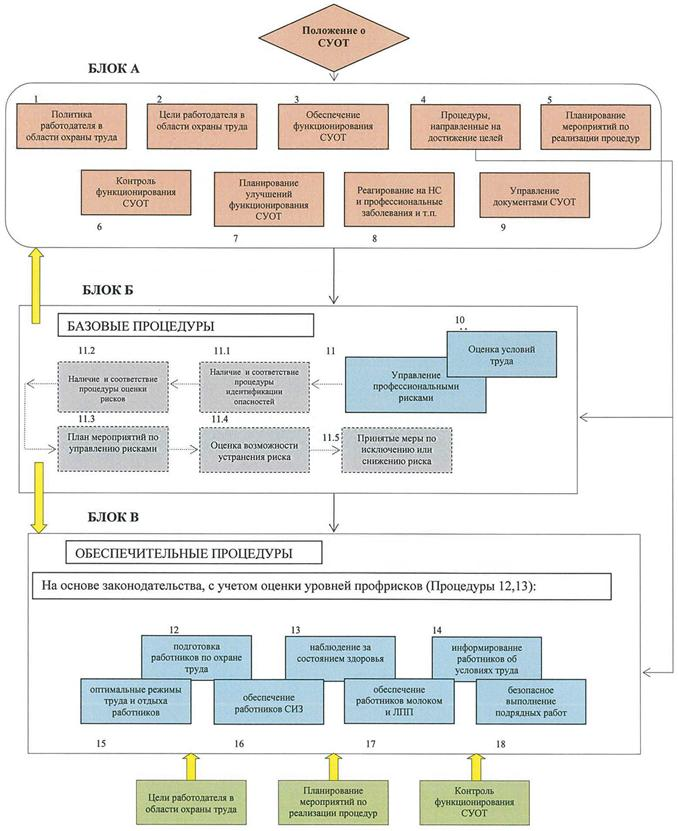 Положение о
СУОТ
БЛОК А
1
2
3
4
5
Политика
работодателя в
области охраны труда
Цели работодателя в
области охраны труда
Обеспечение
функционирования
СУОТ
Процедуры,
направленные на
достижение целей
Планирование
мероприятий по
реализации процедур
Контроль
функционирования
СУОТ
Планирование
улучшений
функционирования
СУОТ
Реагирование на НС
и профессиональные
заболевания и т.п.
Управление
документами СУОТ
6
7
8
9
БЛОК Б
БАЗОВЫЕ ПРОЦЕДУРЫ
10
Оценка условий
труда
11.2
11.1
11
Наличие и соответствие
процедуры оценки
рисков
Наличие и соответствие
процедуры
идентификации
опасностей
Управление
профессиональными
рисками
11.3
11.4
11.5
План мероприятий по
управлению рисками
Оценка возможности
устранения риска
Принятые меры по
исключению или
снижению риска
БЛОК В
ОБЕСПЕЧИТЕЛЬНЫЕ ПРОЦЕДУРЫ
На основе законодательства, с учетом оценки уровней профрисков (Процедуры 12,13):
12
13
14
подготовка
работников по охране
труда
наблюдение за
состоянием здоровья
информирование
работников об
условиях труда
оптимальные режимы
труда и отдыха
работников
обеспечение
работников СИЗ
обеспечение
работников молоком
и ЛПП
безопасное
выполнение
подрядных работ
15
16
17
18
Цели работодателя в
области охраны труда
Планирование
мероприятий по
реализации процедур
Контроль
функционирования
СУОТ